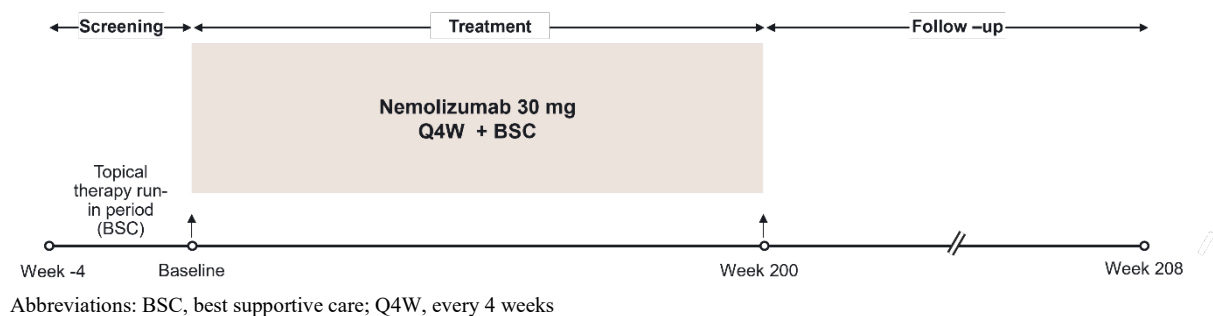 Screening
Treatment
Follow –up
Nemolizumab 30 mg
Q4W + BSC
Topical
therapy run-
in period
(BSC)
Week -4
Baseline
Week 200
Week 208
Abbreviations: BSC, best supportive care; Q4W, every 4 weeks